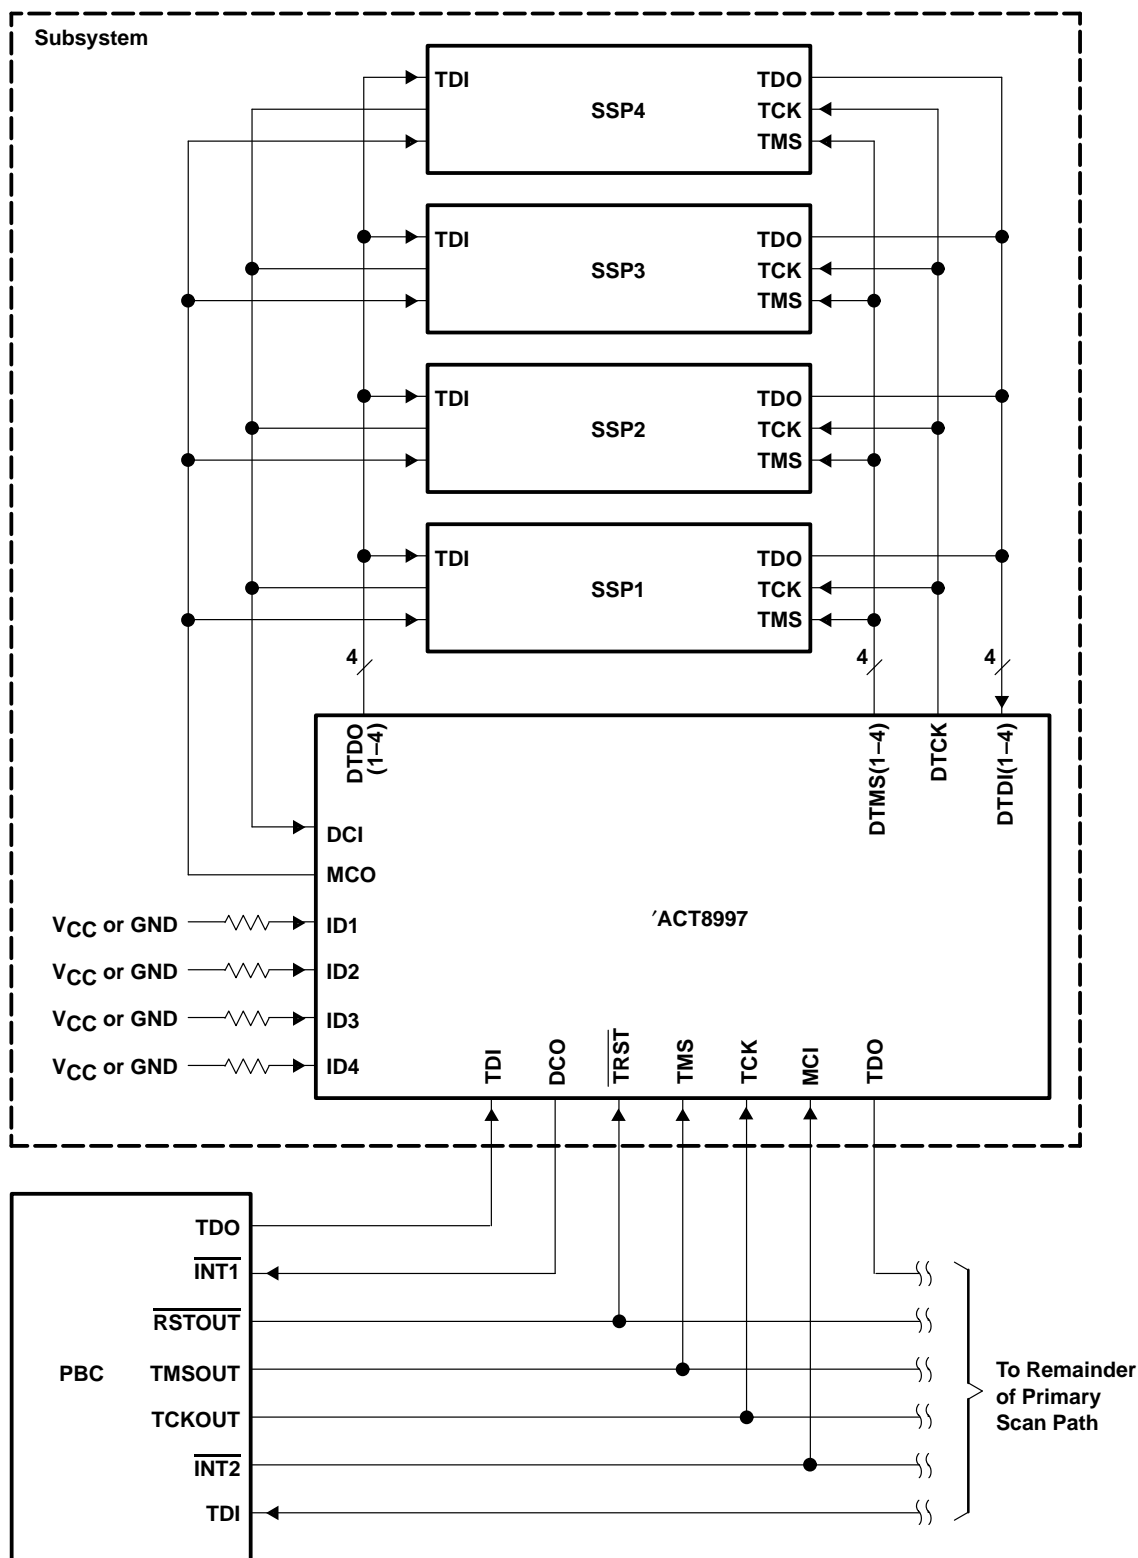 Subsystem
TDI
SSP4
TDO
TCK
TMS
TDI
SSP3
TDO
TCK
TMS
TDI
SSP2
TDO
TCK
TMS
TDI
SSP1
TDO
TCK
TMS
4
4
4
DTDO
(1–4)
DTMS(1–4)
DTCK
DTDI(1–4)
DCI
MCO
VCC or GND
ID1
VCC or GND
ID2
VCC or GND
ID3
VCC or GND
ID4
′ACT8997
TDI
DCO
TRST
TMS
TCK
MCI
TDO
PBC
TDO
INT1
RSTOUT
TMSOUT
TCKOUT
INT2
TDI
To Remainder
of Primary
Scan Path